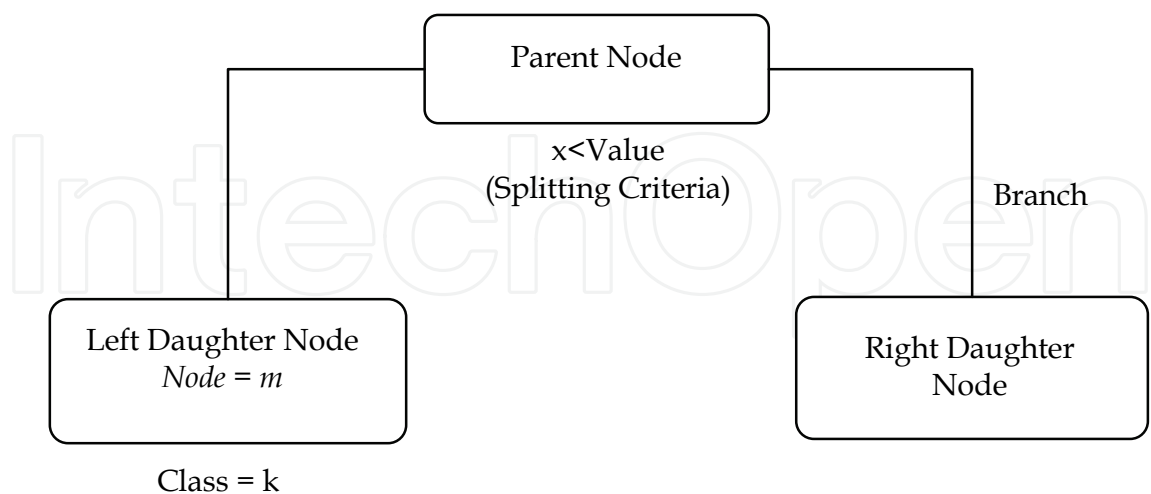 Parent Node
x<Value
(Splitting Criteria)
Branch
IntechOpen
Left Daughter Node
Node = m
Right Daughter
Node
Class = k